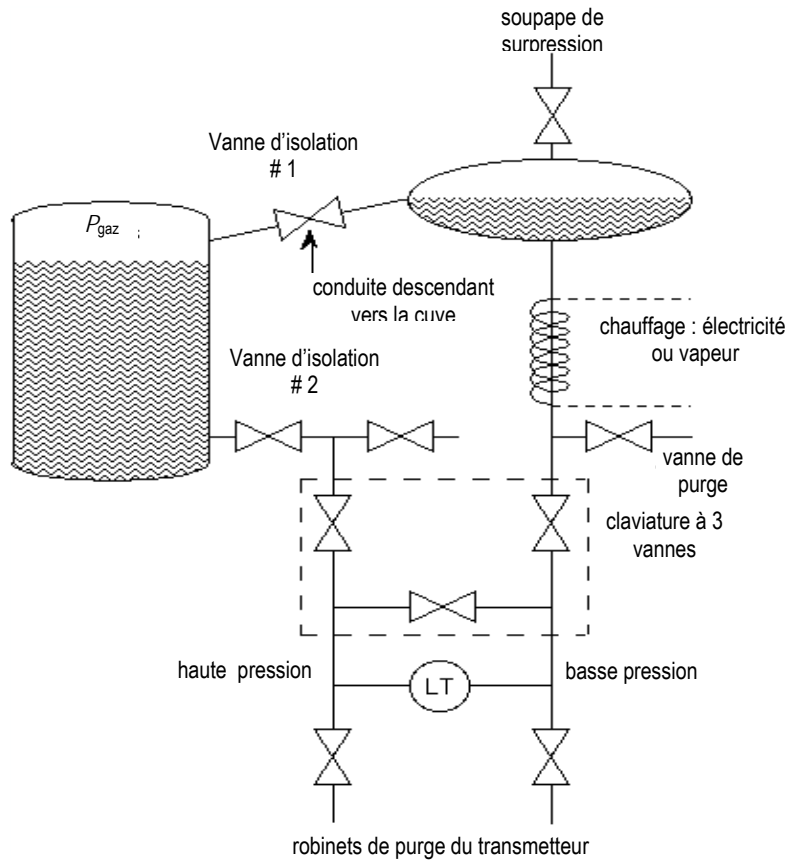 soupape de
surpression
Vanne d'isolation
# 1
P gaz ;
conduite descendant
vers la cuve
chauffage : électricité
ou vapeur
Vanne d'isolation
# 2
vanne de
purge
claviature à 3
vannes
haute pression
basse pression
LT
robinets de purge du transmetteur